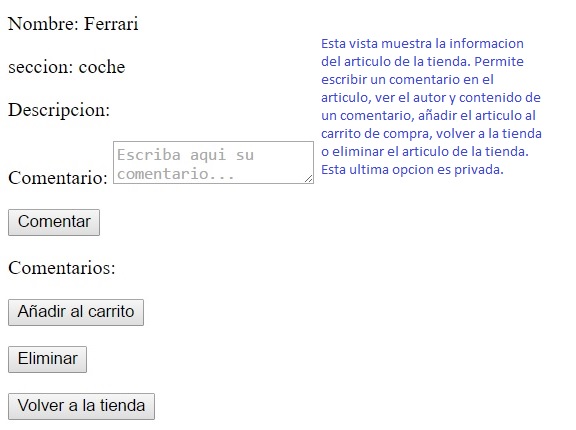 Nombre: Ferrari
seccion: coche
Descripcion:
Comentario: Escriba aqui su
comentario...
Comentar
Comentarios:
Añadir al carrito
Eliminar
Volver a la tienda
Esta vista muestra la informacion
del articulo de la tienda. Permite
escribir un comentario en el
articulo, ver el autor y contenido de
un comentario, añadir el articulo al
carrito de compra, volver a la tienda
o eliminar el articulo de la tienda.
Esta ultima opcion es privada.